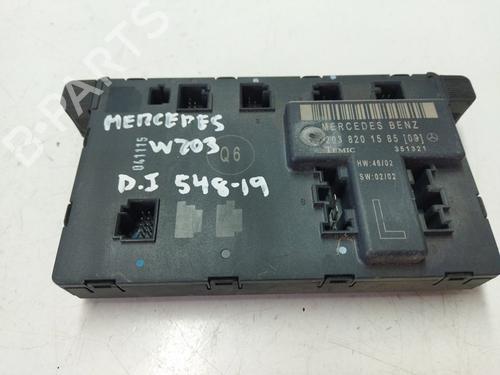 B-PARTS
MERCEDES
W203
D.I 548-19
041115
Q6
MERCEDES BENZ
203 820 15 85 [09]
TEMIC 351321
HW:46/02
SW:02/02
L